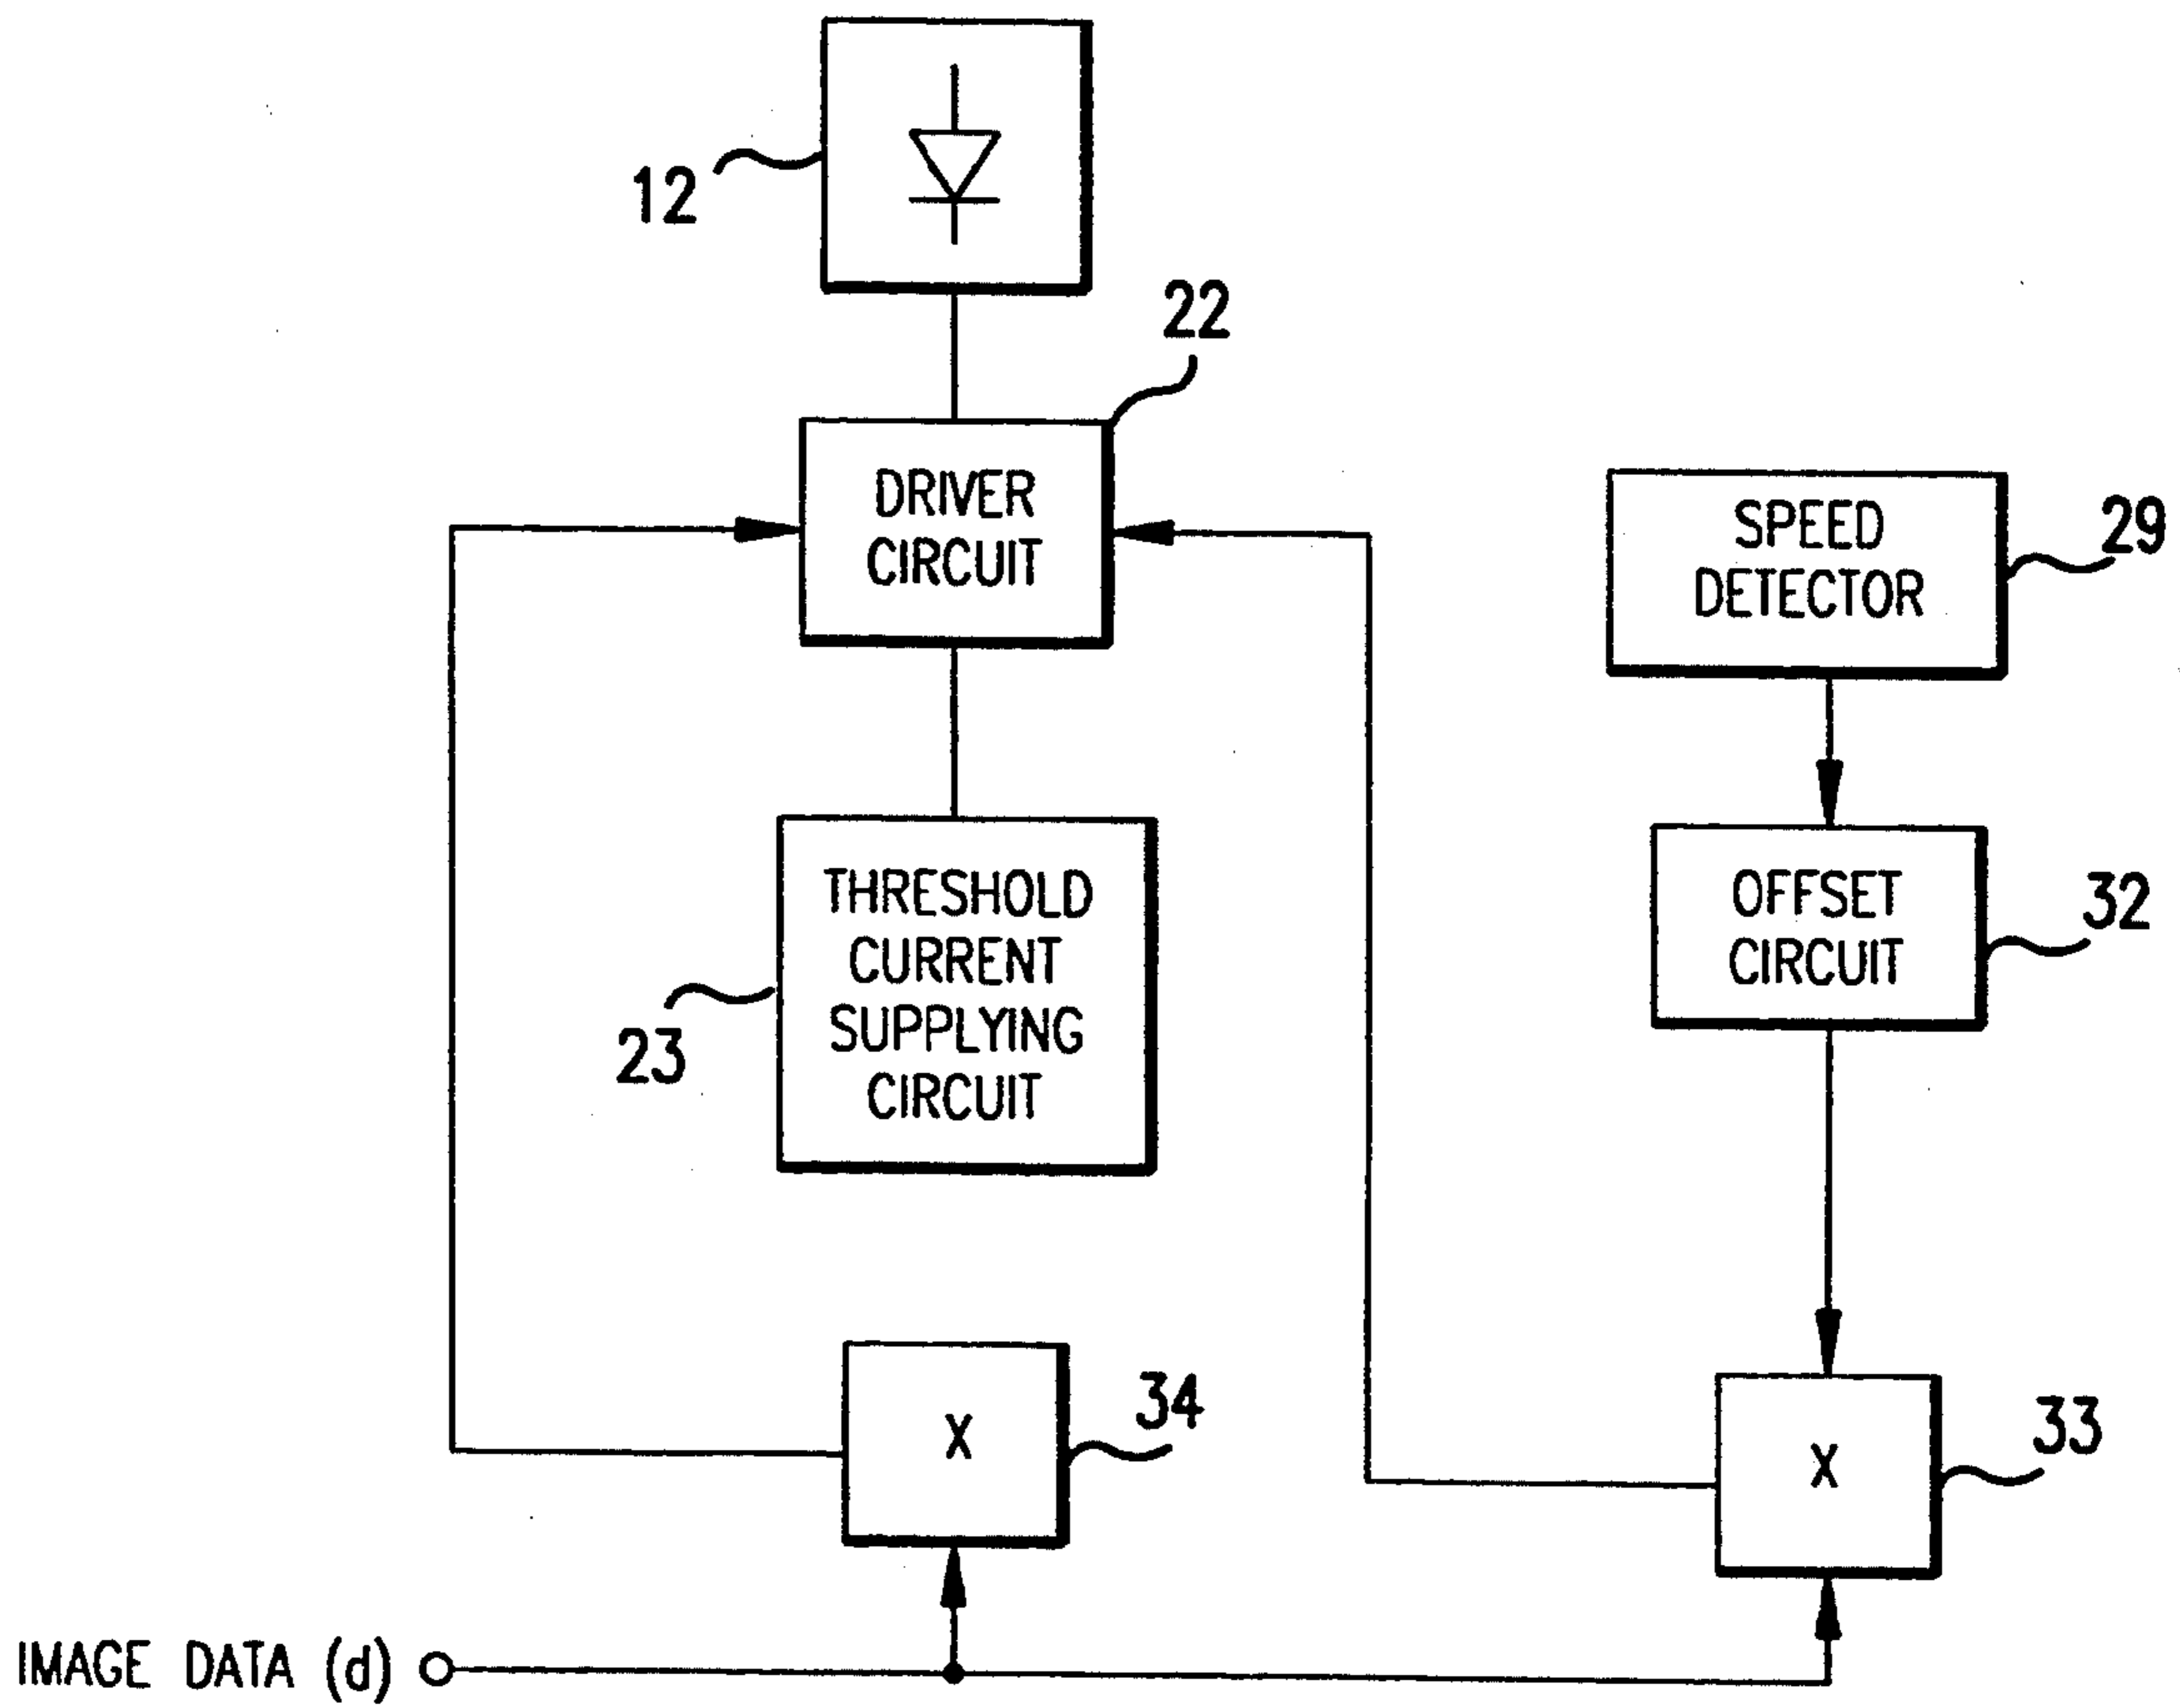 12
22
DRIVER
CIRCUIT
SPEED
DETECTOR
29
THRESHOLD
CURRENT
SUPPLYING
CIRCUIT
23
OFFSET
CIRCUIT
32
X
34
X
33
IMAGE DATA (d)